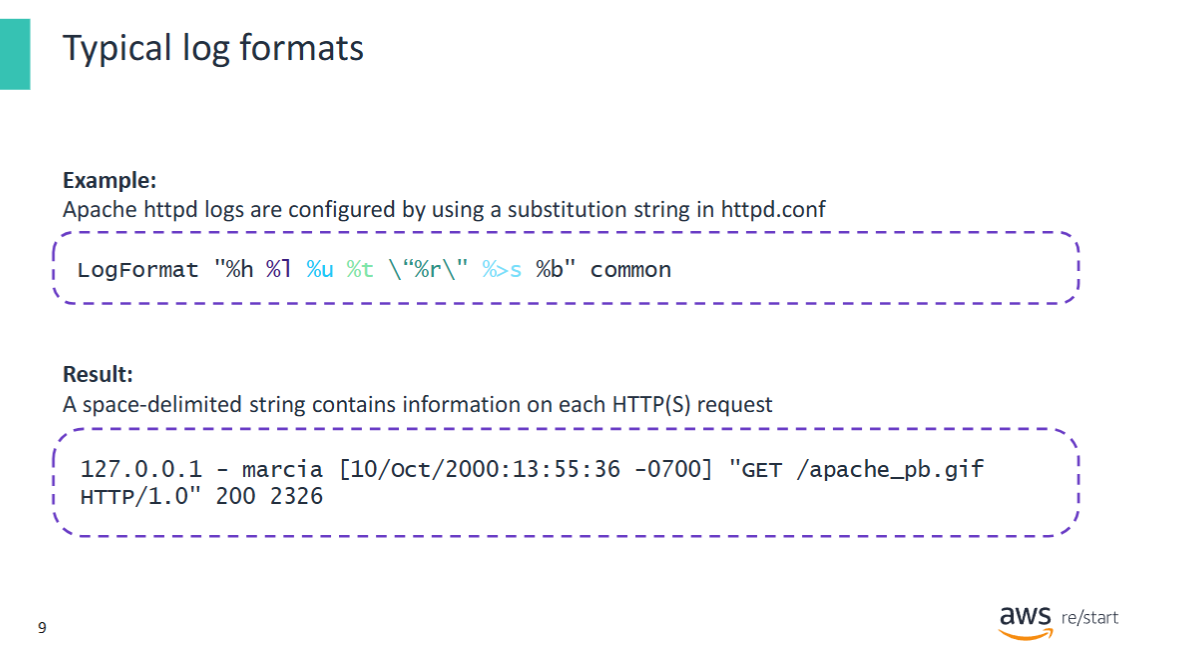 Typical log formats
Example:
Apache httpd logs are configured by using a substitution string in httpd.conf
LogFormat "%h %l %u %t \“%r\" %>s %b" common
Result:
A space-delimited string contains information on each HTTP(S) request
127.0.0.1 – marcia [10/Oct/2000:13:55:36 -0700] "GET /apache_pb.gif
HTTP/1.0" 200 2326
9
aws re/start